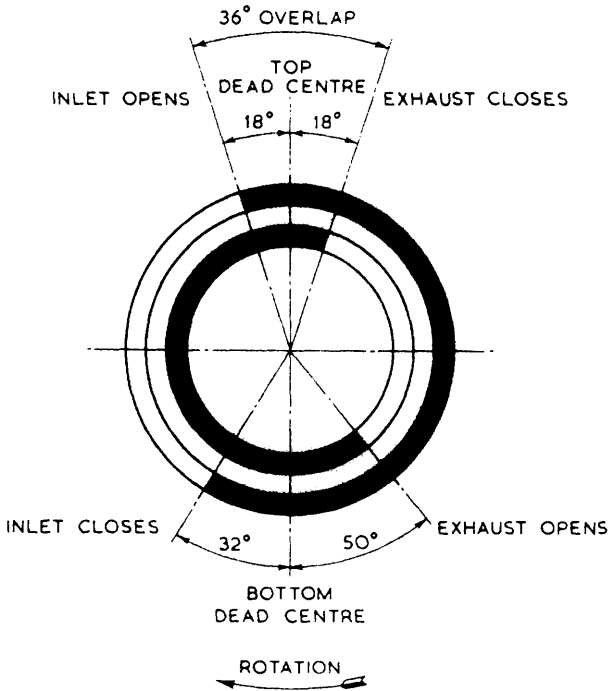 36° OVERLAP
TOP
DEAD CENTRE
INLET OPENS
EXHAUST CLOSES
18°
18°
INLET CLOSES
32°
50°
EXHAUST OPENS
BOTTOM
DEAD CENTRE
ROTATION